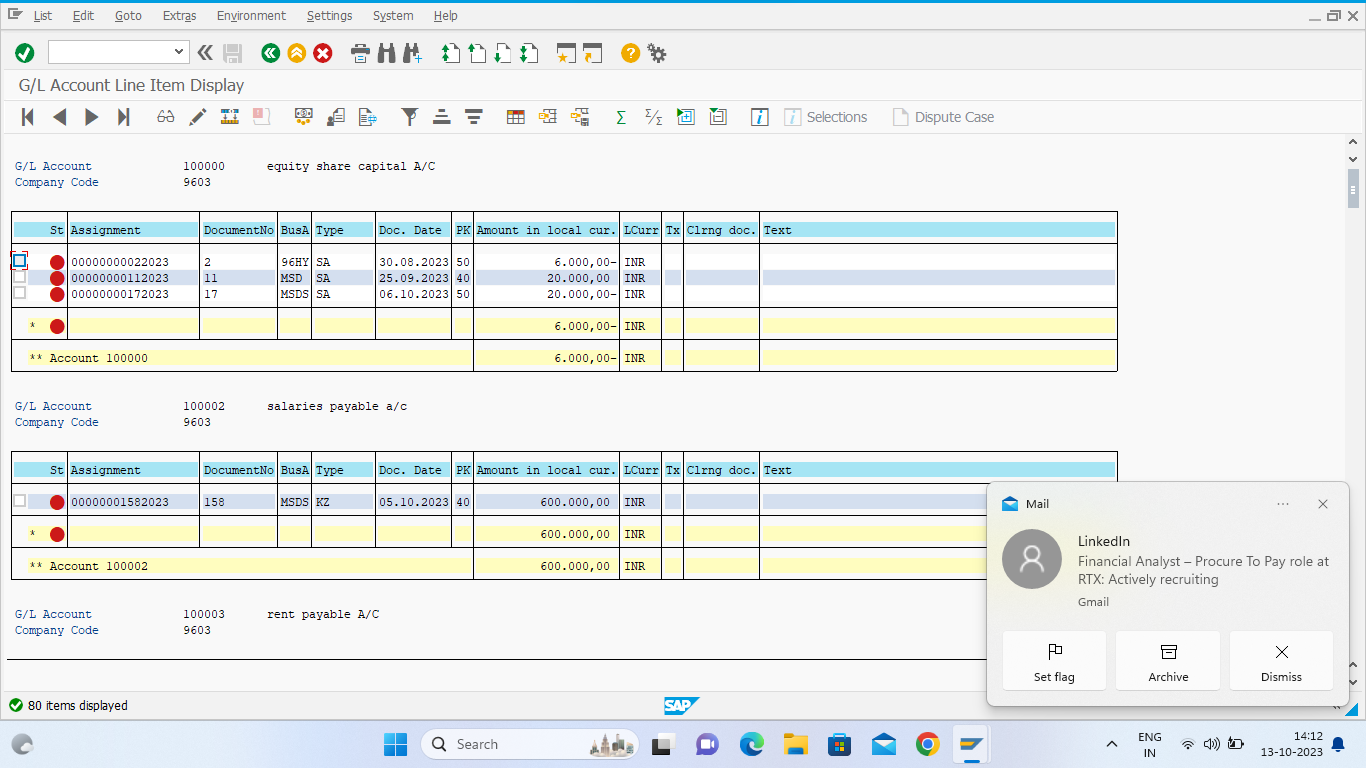 List Edit Goto Extras Environment Settings System Help
G/L Account Line Item Display
Selections Dispute Case
G/L Account 100000 equity share capital A/C
Company Code 9603
St Assignment DocumentNo BusA Type Doc. Date PK Amount in local cur. LCurr Tx Clrng doc. Text
00000000022023 2 96HY SA 30.08.2023 50 6.000,00- INR
00000000112023 11 MSD SA 25.09.2023 40 20.000,00 INR
00000000172023 17 MSDS SA 06.10.2023 50 20.000,00- INR
* 6.000,00- INR
** Account 100000 6.000,00- INR
G/L Account 100002 salaries payable a/c
Company Code 9603
St Assignment DocumentNo BusA Type Doc. Date PK Amount in local cur. LCurr Tx Clrng doc. Text
00000001582023 158 MSDS KZ 05.10.2023 40 600.000,00 INR
* 600.000,00 INR
** Account 100002 600.000,00 INR
G/L Account 100003 rent payable A/C
Company Code 9603
Mail
LinkedIn
Financial Analyst – Procure To Pay role at
RTX: Actively recruiting
Gmail
Set flag Archive Dismiss
80 items displayed
SAP
Search
ENG
IN
14:12
13-10-2023